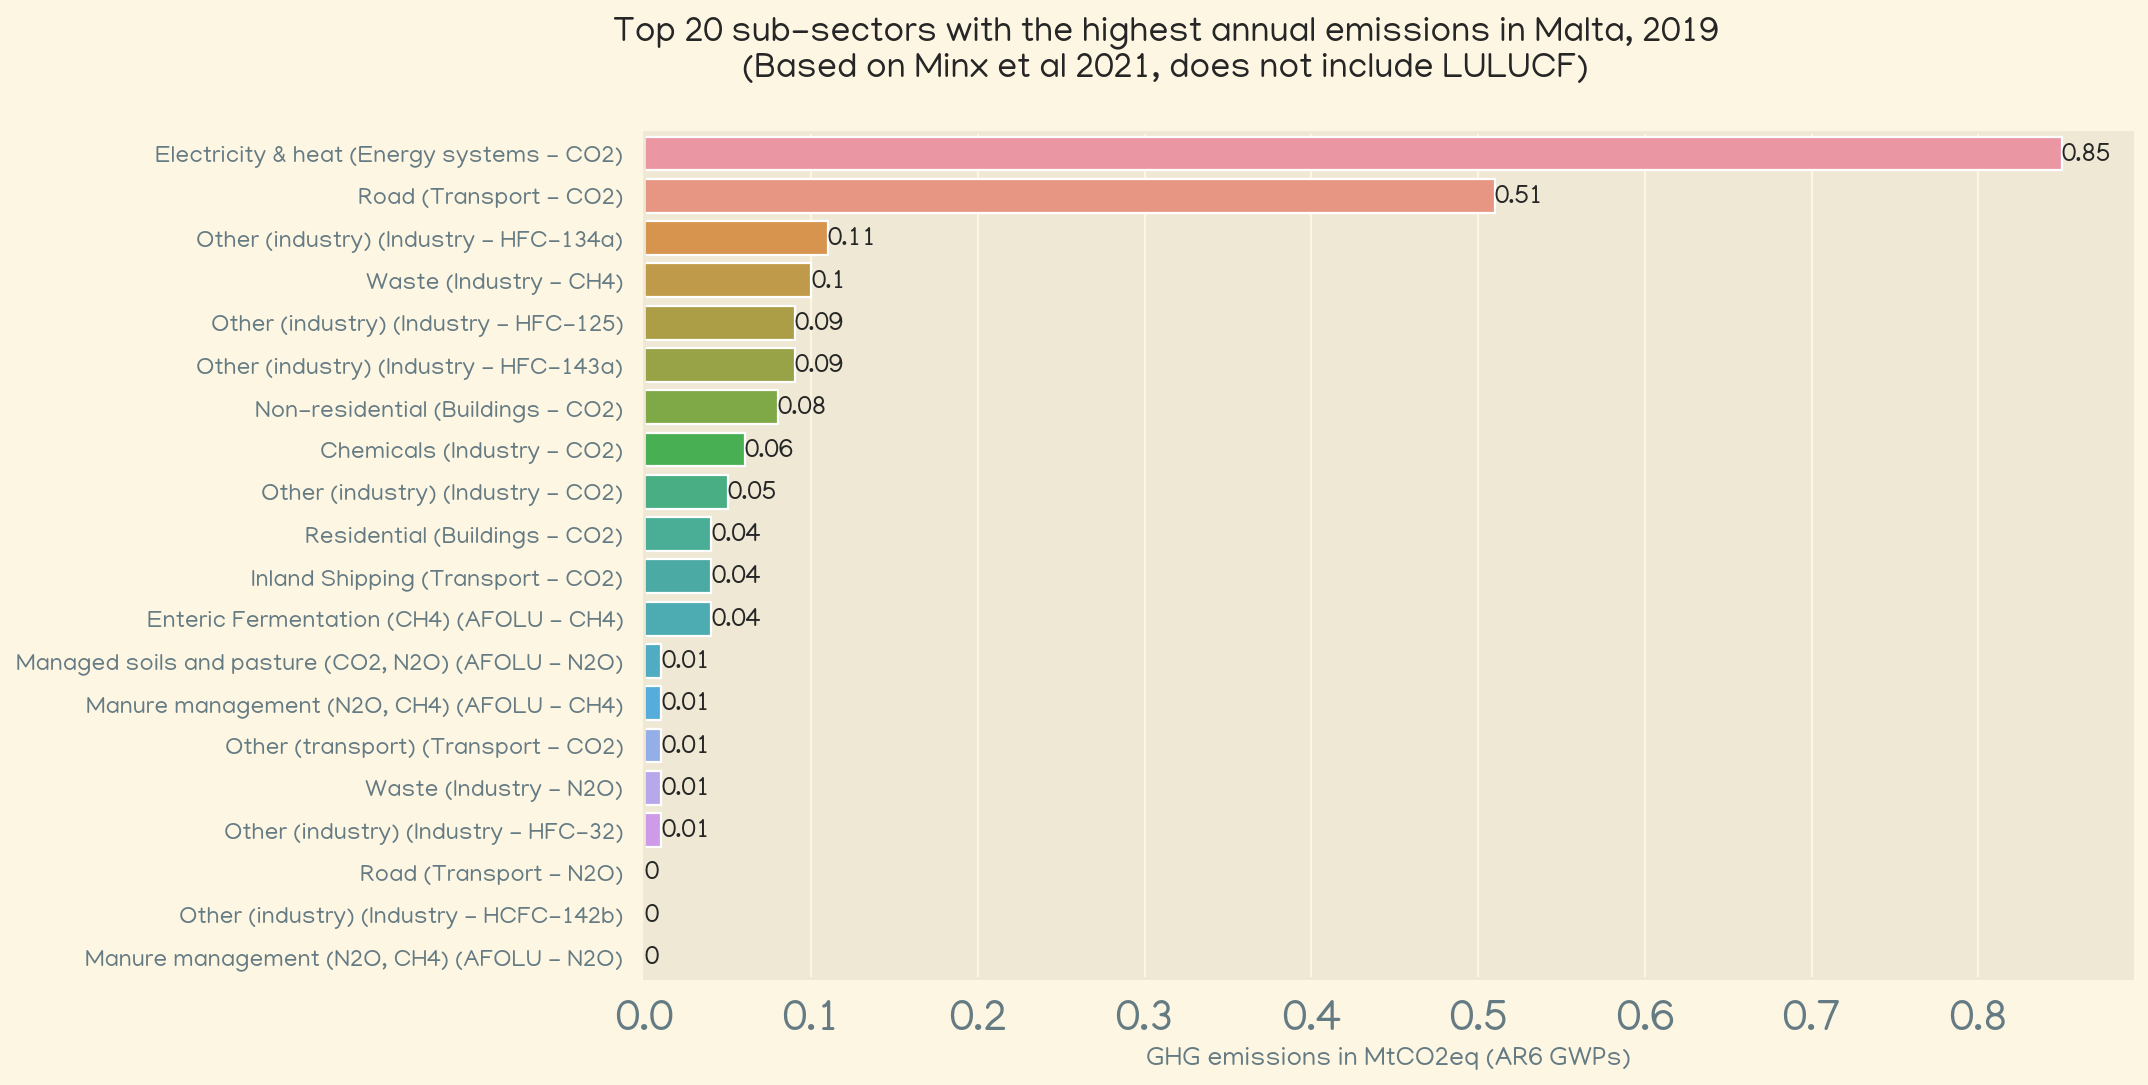 Top 20 sub-sectors with the highest annual emissions in Malta, 2019
(Based on Minx et al 2021, does not include LULUCF)
Electricity & heat (Energy systems - CO2) 0.85
Road (Transport - CO2) 0.51
Other (industry) (Industry - HFC-134a) 0.11
Waste (Industry - CH4) 0.1
Other (industry) (Industry - HFC-125) 0.09
Other (industry) (Industry - HFC-143a) 0.09
Non-residential (Buildings - CO2) 0.08
Chemicals (Industry - CO2) 0.06
Other (industry) (Industry - CO2) 0.05
Residential (Buildings - CO2) 0.04
Inland Shipping (Transport - CO2) 0.04
Enteric Fermentation (CH4) (AFOLU - CH4) 0.04
Managed soils and pasture (CO2, N2O) (AFOLU - N2O) 0.01
Manure management (N2O, CH4) (AFOLU - CH4) 0.01
Other (transport) (Transport - CO2) 0.01
Waste (Industry - N2O) 0.01
Other (industry) (Industry - HFC-32) 0.01
Road (Transport - N2O) 0
Other (industry) (Industry - HCFC-142b) 0
Manure management (N2O, CH4) (AFOLU - N2O) 0
0.0 0.1 0.2 0.3 0.4 0.5 0.6 0.7 0.8
GHG emissions in MtCO2eq (AR6 GWPs)